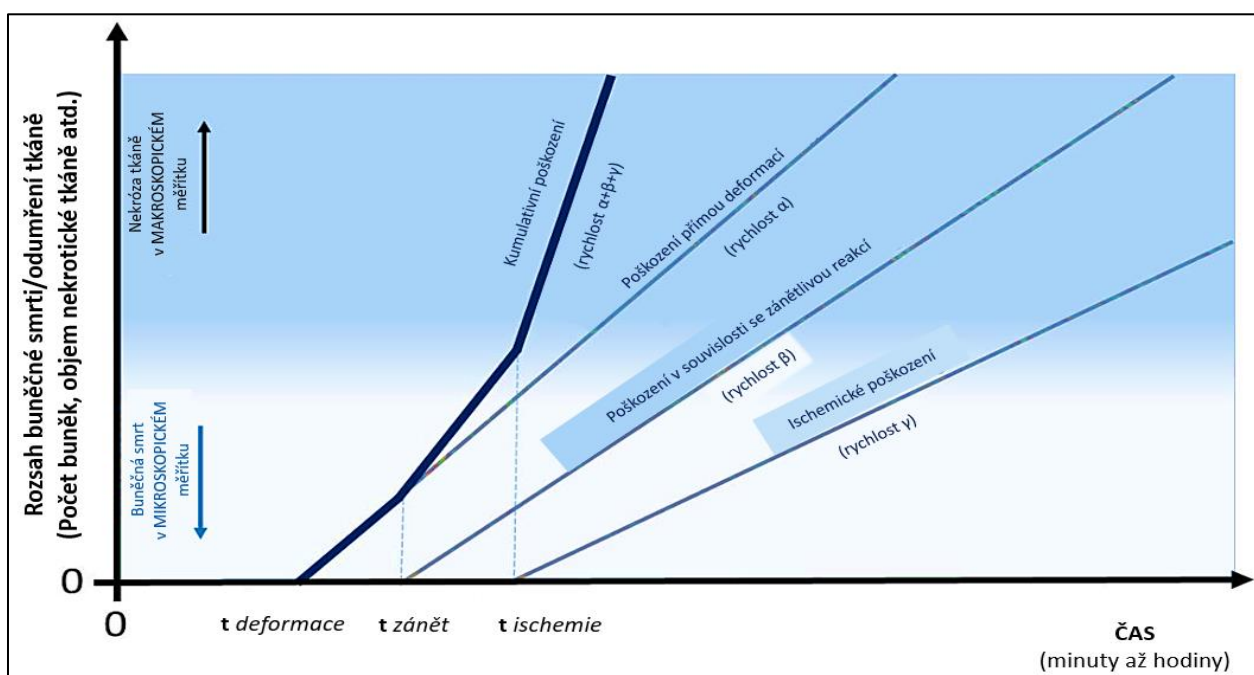 Rozsah buněčné smrti/odumření tkáně
(Počet buněk, objem nekrotické tkáně atd.)
Nekróza tkáně
v MAKROSKOPICKÉM
měřítku
Buněčná smrt
v MIKROSKOPICKÉM
měřítku
Kumulativní poškození
(rychlost α+β+γ)
Poškození přímou deformací
(rychlost α)
Poškození v souvislosti se zánětlivou reakcí
(rychlost β)
Ischemické poškození
(rychlost γ)
0
0
t deformace
t zánět
t ischemie
ČAS
(minuty až hodiny)